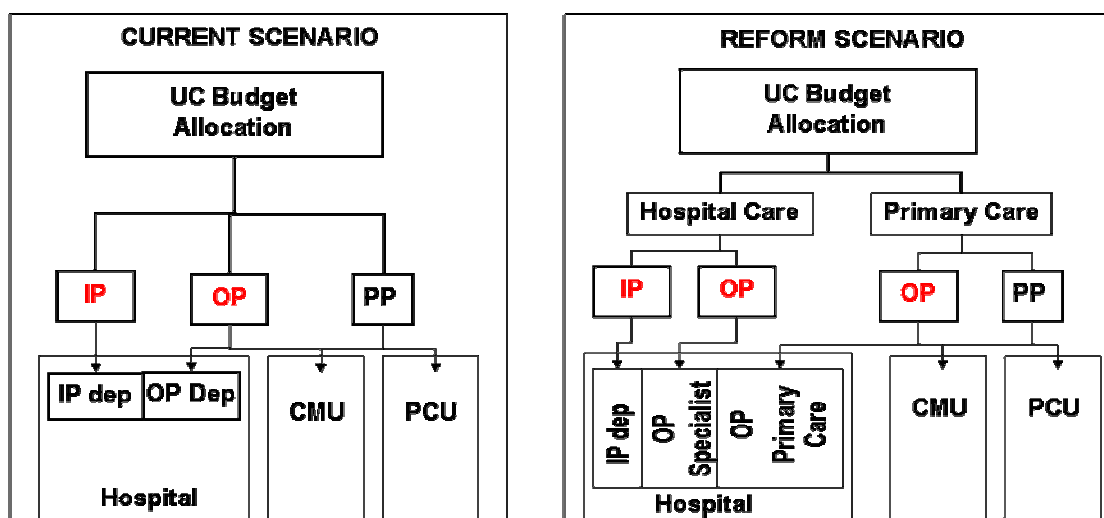 CURRENT SCENARIO
UC Budget
Allocation
IP
OP
PP
IP dep
OP Dep
CMU
PCU
Hospital
REFORM SCENARIO
UC Budget
Allocation
Hospital Care
Primary Care
IP
OP
OP
PP
IP dep
OP
Specialist
OP
Primary
Care
CMU
PCU
Hospital